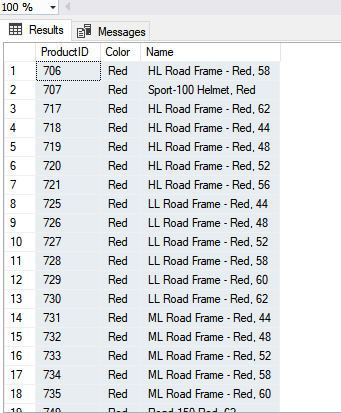 100 %
Results Messages
ProductID Color Name
1 706 Red HL Road Frame - Red, 58
2 707 Red Sport-100 Helmet, Red
3 717 Red HL Road Frame - Red, 62
4 718 Red HL Road Frame - Red, 44
5 719 Red HL Road Frame - Red, 48
6 720 Red HL Road Frame - Red, 52
7 721 Red HL Road Frame - Red, 56
8 725 Red LL Road Frame - Red, 44
9 726 Red LL Road Frame - Red, 48
10 727 Red LL Road Frame - Red, 52
11 728 Red LL Road Frame - Red, 58
12 729 Red LL Road Frame - Red, 60
13 730 Red LL Road Frame - Red, 62
14 731 Red ML Road Frame - Red, 44
15 732 Red ML Road Frame - Red, 48
16 733 Red ML Road Frame - Red, 52
17 734 Red ML Road Frame - Red, 58
18 735 Red ML Road Frame - Red, 60
19 749 Red Road-150 Red, 62